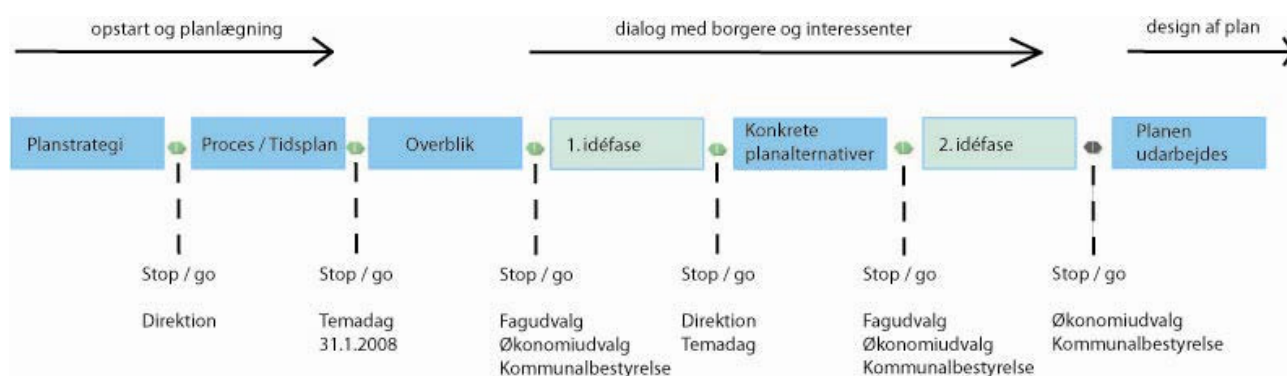 opstart og planlægning
dialog med borgere og interessenter
design af plan
Planstrategi
Proces / Tidsplan
Overblik
1. idéfase
Konkrete
planalternativer
2. idéfase
Planen
udarbejdes
Stop / go
Direktion
Stop / go
Temadag
31.1.2008
Stop / go
Fagudvalg
Økonomiudvalg
Kommunalbestyrelse
Stop / go
Direktion
Temadag
Stop / go
Fagudvalg
Økonomiudvalg
Kommunalbestyrelse
Stop / go
Økonomiudvalg
Kommunalbestyrelse